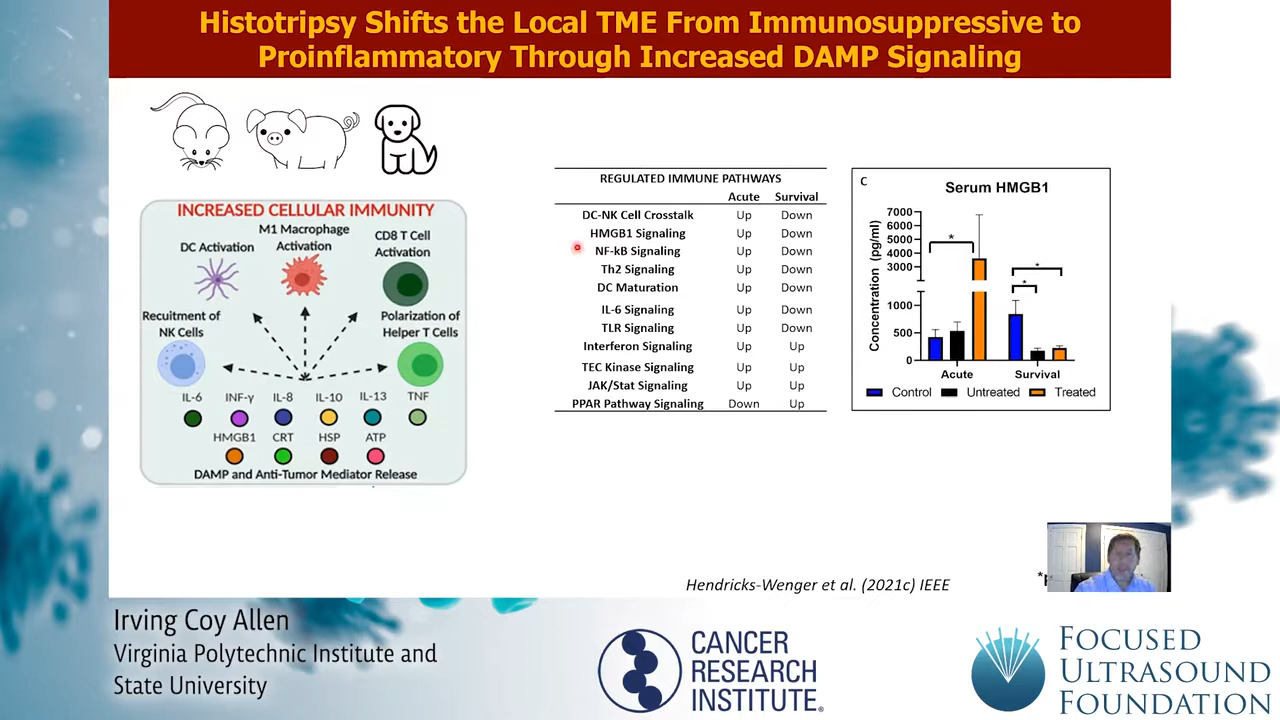 Histotripsy Shifts the Local TME From Immunosuppressive to
Proinflammatory Through Increased DAMP Signaling
INCREASED CELLULAR IMMUNITY
DC Activation
M1 Macrophage
Activation
CD8 T Cell
Activation
Recuitment of
NK Cells
Polarization of
Helper T Cells
IL-6 INF-γ IL-8 IL-10 IL-13 TNF
HMGB1 CRT HSP ATP
DAMP and Anti-Tumor Mediator Release
REGULATED IMMUNE PATHWAYS
Acute Survival
DC-NK Cell Crosstalk Up Down
HMGB1 Signaling Up Down
NF-kB Signaling Up Down
Th2 Signaling Up Down
DC Maturation Up Down
IL-6 Signaling Up Down
TLR Signaling Up Down
Interferon Signaling Up Up
TEC Kinase Signaling Up Up
JAK/Stat Signaling Up Up
PPAR Pathway Signaling Down Up
C
Serum HMGB1
Concentration (pg/ml)
7000
6000
5000
4000
3000
1000
500
0
* * *
Acute Survival
Control Untreated Treated
Hendricks-Wenger et al. (2021c) IEEE
Irving Coy Allen
Virginia Polytechnic Institute and
State University
CANCER
RESEARCH
INSTITUTE®
FOCUSED
ULTRASOUND
FOUNDATION